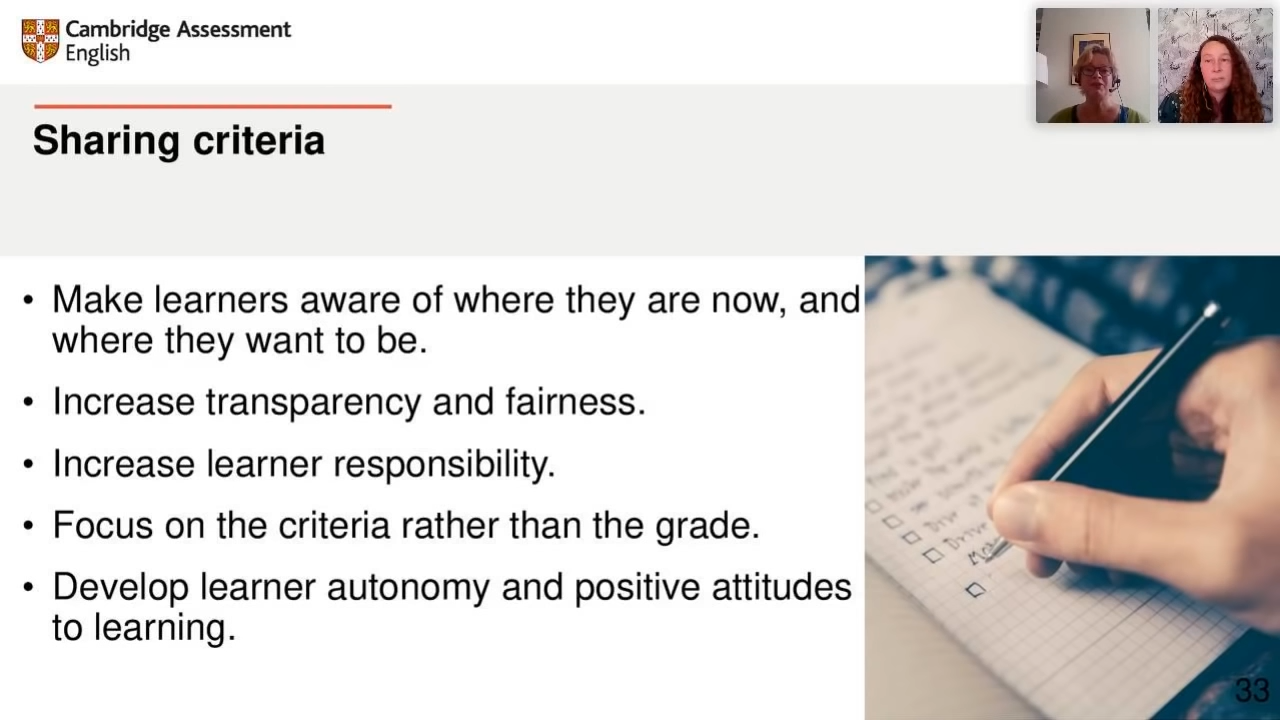 Cambridge Assessment
English
Sharing criteria
• Make learners aware of where they are now, and
where they want to be.
• Increase transparency and fairness.
• Increase learner responsibility.
• Focus on the criteria rather than the grade.
• Develop learner autonomy and positive attitudes
to learning.
33